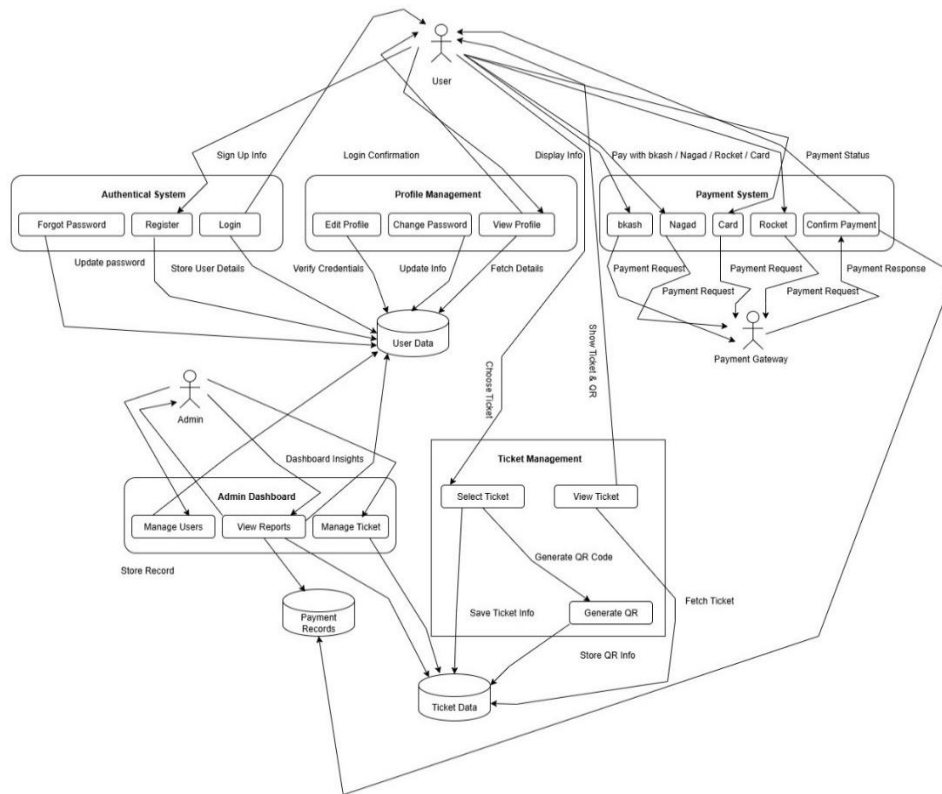 User
Sign Up Info
Login Confirmation
Display Info
Pay with bkash / Nagad / Rocket / Card
Payment Status
Authentical System
Profile Management
Payment System
Forgot Password
Register
Login
Edit Profile
Change Password
View Profile
bkash
Nagad
Card
Rocket
Confirm Payment
Update password
Store User Details
Verify Credentials
Update Info
Fetch Details
Payment Request
Payment Request
Payment Response
Payment Request
Payment Request
User Data
Payment Gateway
Show Ticket & QR
Choose Ticket
Admin
Dashboard Insights
Ticket Management
Admin Dashboard
Select Ticket
View Ticket
Manage Users
View Reports
Manage Ticket
Generate QR Code
Store Record
Fetch Ticket
Save Ticket Info
Generate QR
Payment
Records
Store QR Info
Ticket Data